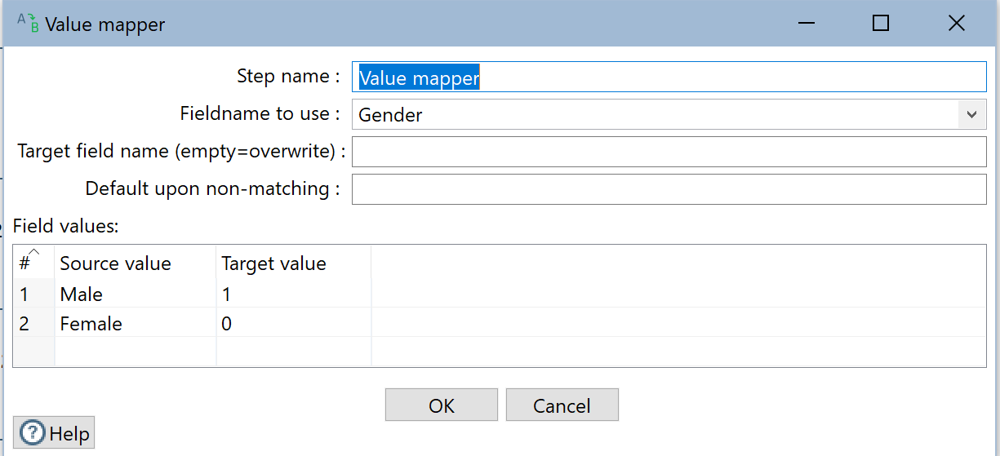 Value mapper
Step name : Value mapper
Fieldname to use : Gender
Target field name (empty=overwrite) :
Default upon non-matching :
Field values:
# Source value Target value
1 Male 1
2 Female 0
OK Cancel
Help